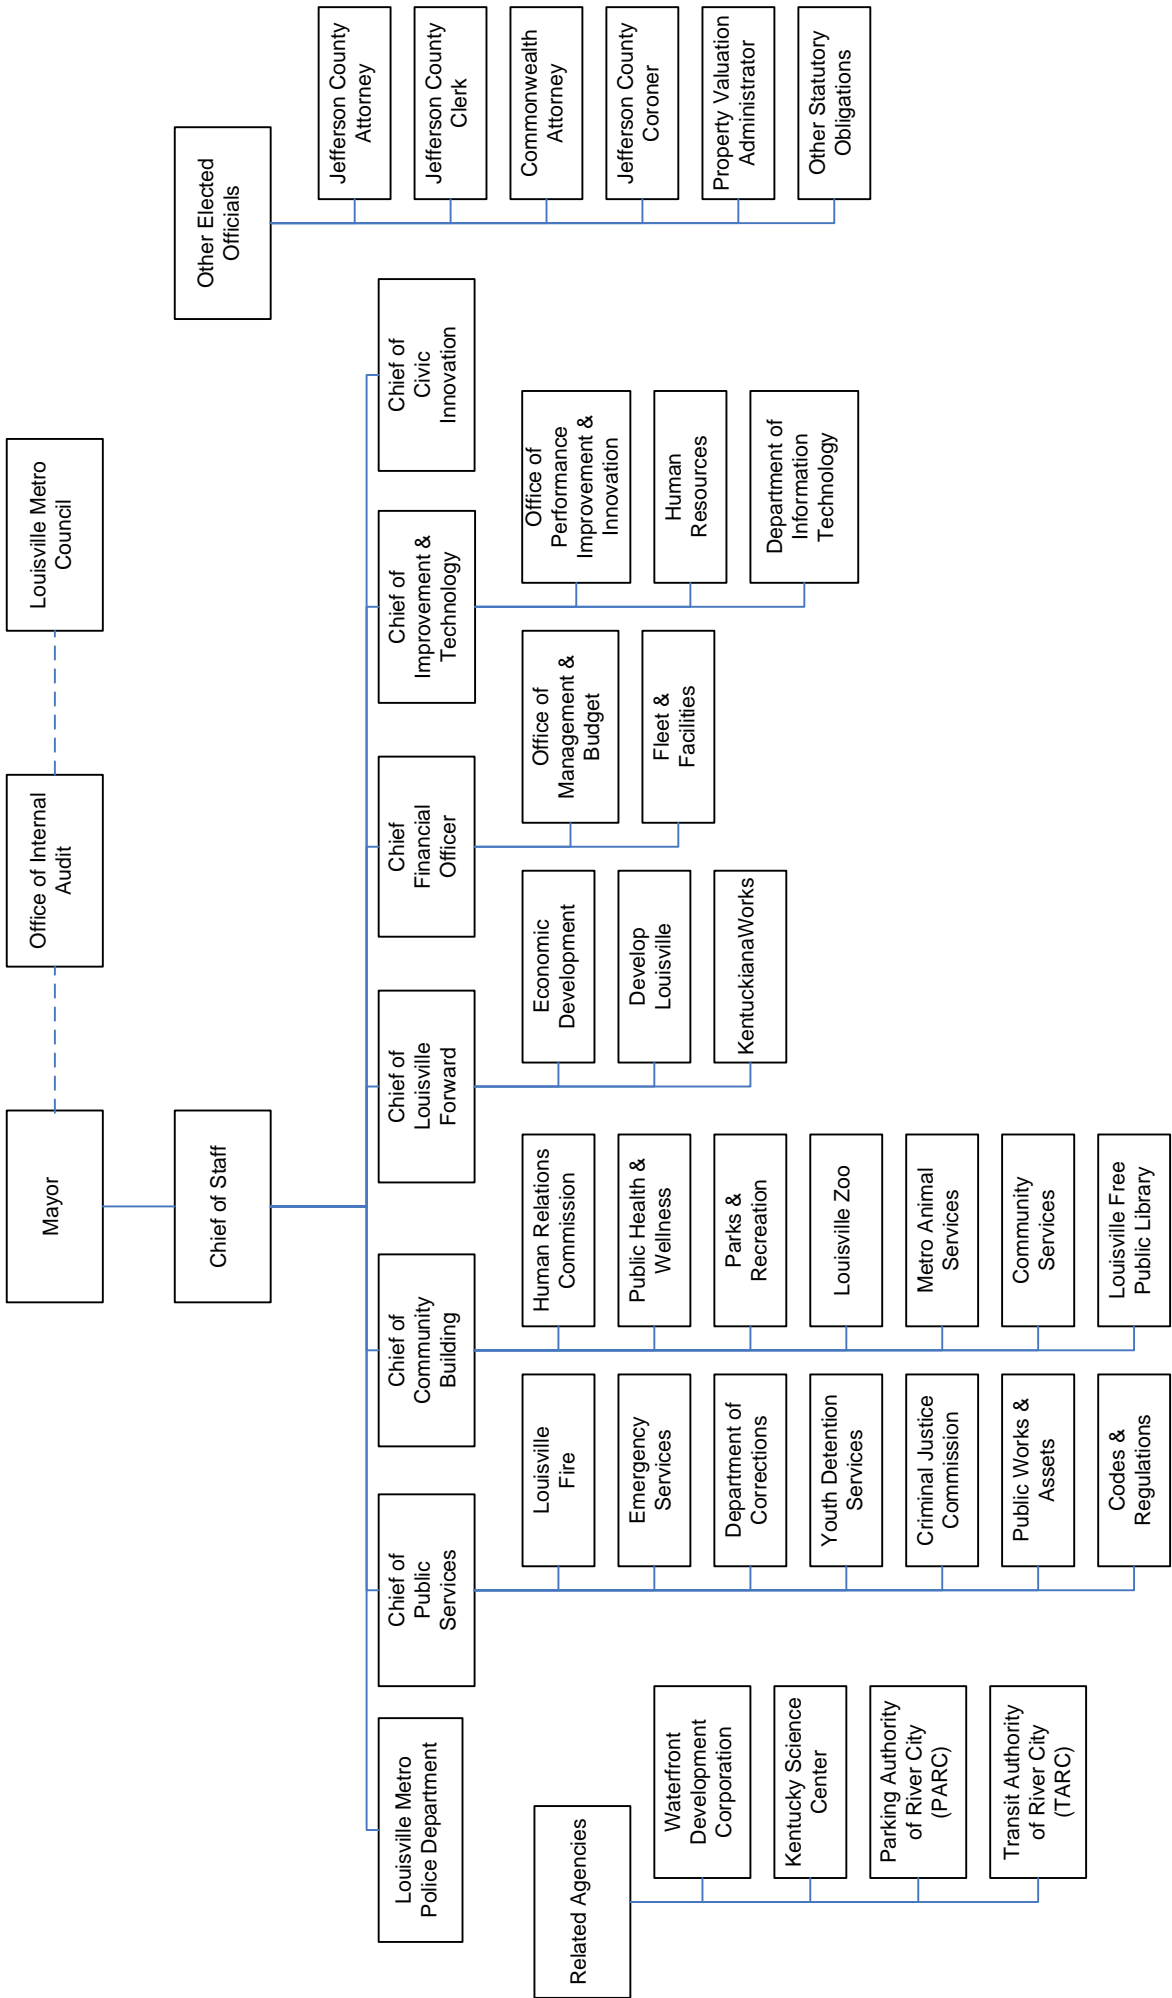 Mayor
Office of Internal
Audit
Louisville Metro
Council
Chief of Staff
Other Elected
Officials
Jefferson County
Attorney
Jefferson County
Clerk
Commonwealth
Attorney
Jefferson County
Coroner
Property Valuation
Administrator
Other Statutory
Obligations
Louisville Metro
Police Department
Chief of
Public
Services
Louisville
Fire
Emergency
Services
Department of
Corrections
Youth Detention
Services
Criminal Justice
Commission
Public Works &
Assets
Codes &
Regulations
Chief of
Community
Building
Human Relations
Commission
Public Health &
Wellness
Parks &
Recreation
Louisville Zoo
Metro Animal
Services
Community
Services
Louisville Free
Public Library
Chief of
Louisville
Forward
Economic
Development
Develop
Louisville
KentuckianaWorks
Chief
Financial
Officer
Office of
Management &
Budget
Fleet &
Facilities
Chief of
Improvement &
Technology
Office of
Performance
Improvement &
Innovation
Human
Resources
Department of
Information
Technology
Chief of
Civic
Innovation
Related Agencies
Waterfront
Development
Corporation
Kentucky Science
Center
Parking Authority
of River City
(PARC)
Transit Authority
of River City
(TARC)